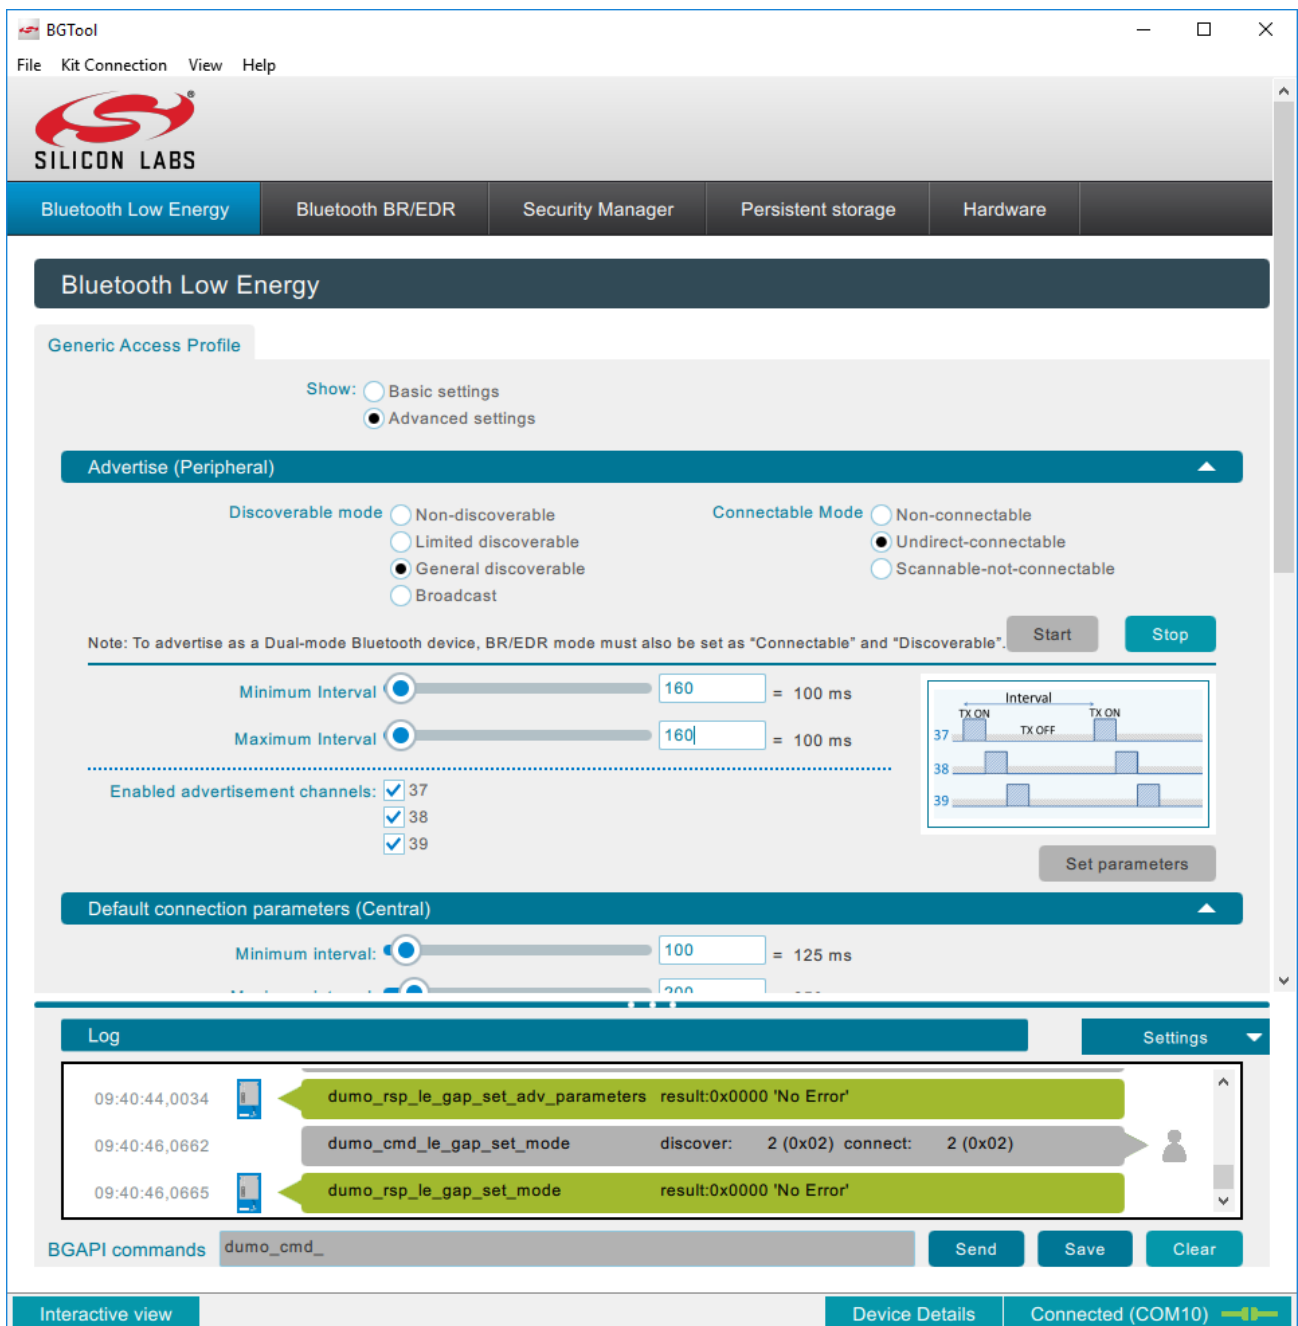 BGTool
File Kit Connection View Help
SILICON LABS
®
Bluetooth Low Energy Bluetooth BR/EDR Security Manager Persistent storage Hardware
Bluetooth Low Energy
Generic Access Profile
Show: Basic settings
Advanced settings
Advertise (Peripheral)
Discoverable mode Non-discoverable Connectable Mode Non-connectable
Limited discoverable Undirect-connectable
General discoverable Scannable-not-connectable
Broadcast
Note: To advertise as a Dual-mode Bluetooth device, BR/EDR mode must also be set as “Connectable” and “Discoverable”. Start Stop
Minimum Interval 160 = 100 ms
Maximum Interval 160 = 100 ms
Interval
TX ON TX OFF TX ON
37
38
39
Enabled advertisement channels: 37
38
39
Set parameters
Default connection parameters (Central)
Minimum interval: 100 = 125 ms
Log Settings
09:40:44,0034 dumo_rsp_le_gap_set_adv_parameters result:0x0000 'No Error'
09:40:46,0662 dumo_cmd_le_gap_set_mode discover: 2 (0x02) connect: 2 (0x02)
09:40:46,0665 dumo_rsp_le_gap_set_mode result:0x0000 'No Error'
BGAPI commands dumo_cmd_ Send Save Clear
Interactive view Device Details Connected (COM10)